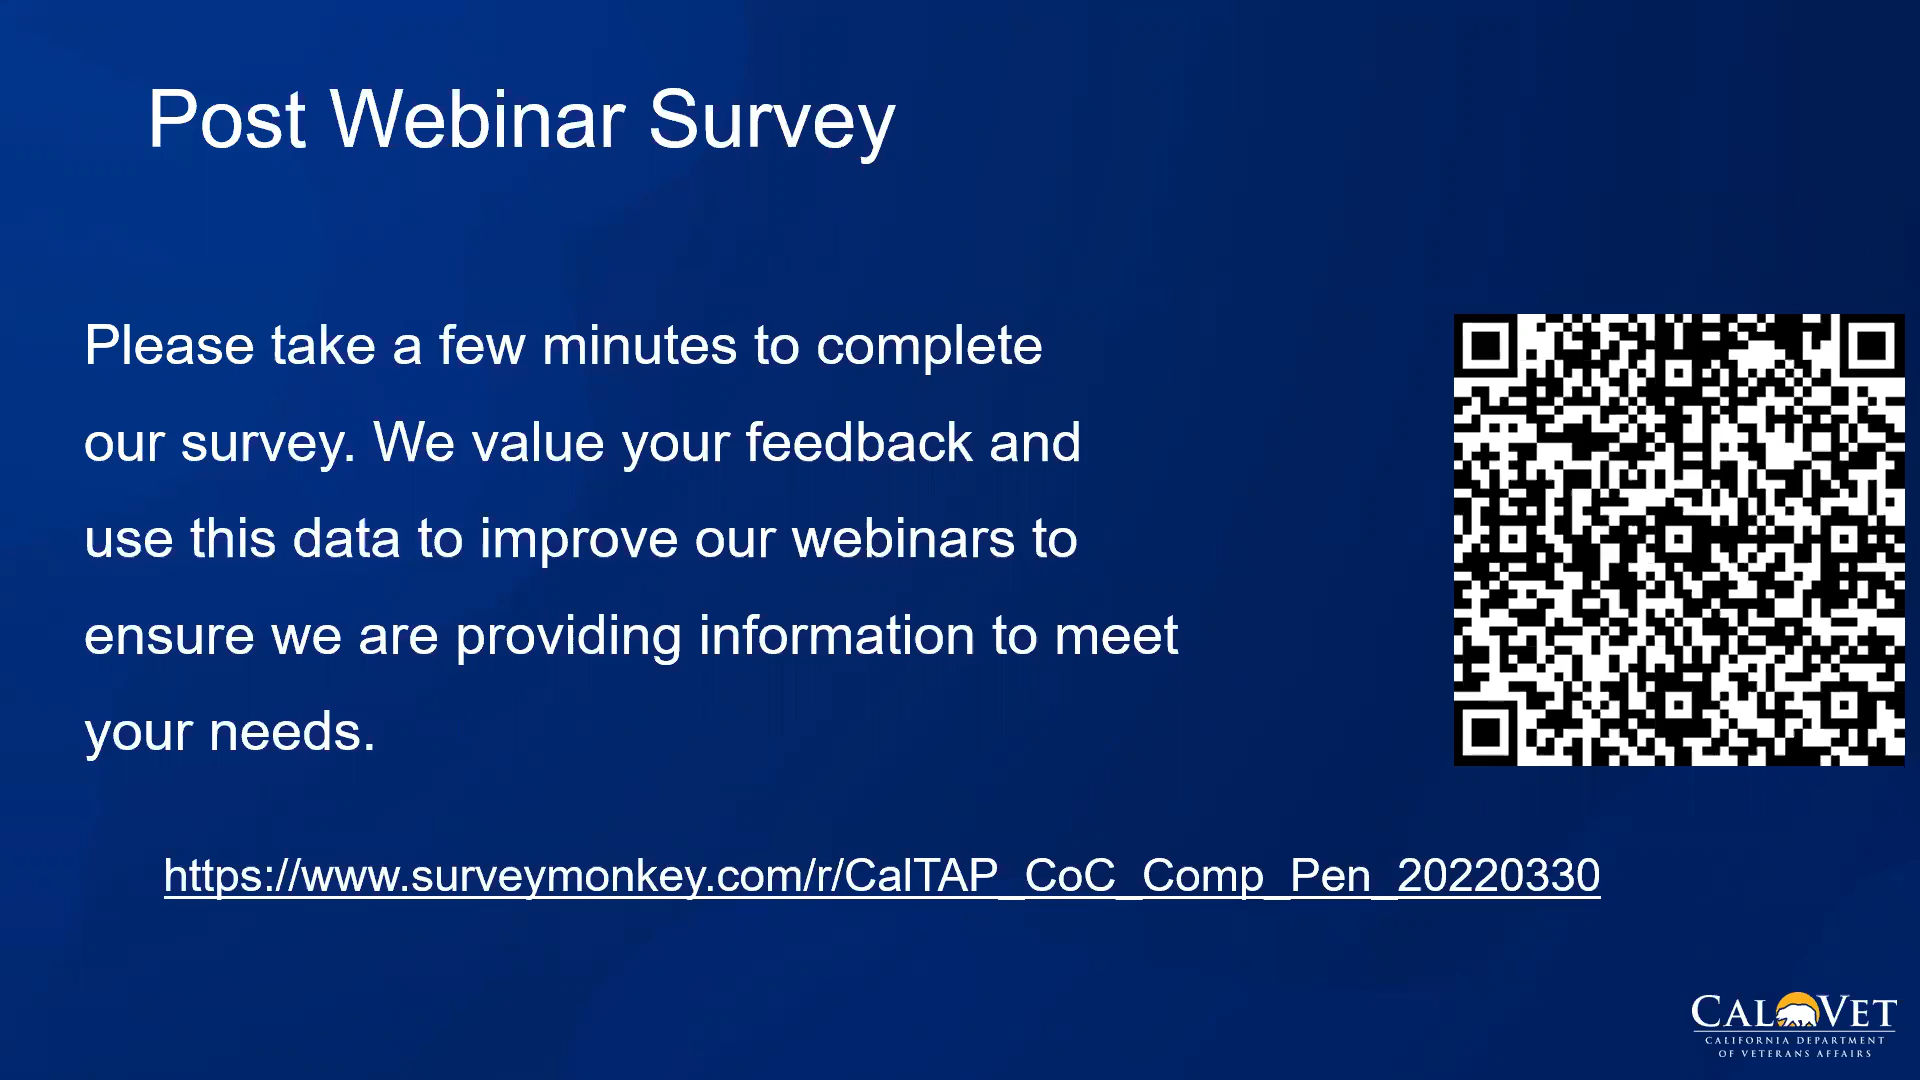 Post Webinar Survey
Please take a few minutes to complete
our survey. We value your feedback and
use this data to improve our webinars to
ensure we are providing information to meet
your needs.
https://www.surveymonkey.com/r/CalTAP_CoC_Comp_Pen_20220330
CALVET
CALIFORNIA DEPARTMENT
OF VETERANS AFFAIRS